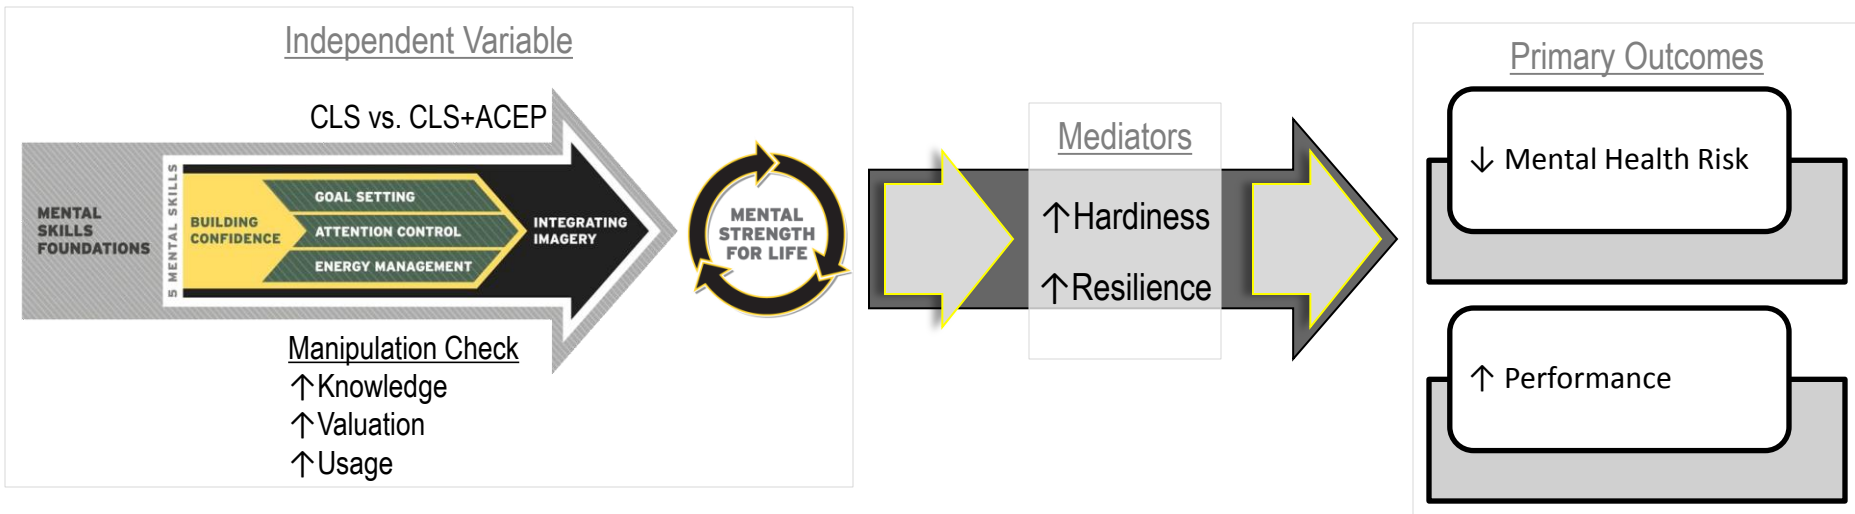 Independent Variable
CLS vs. CLS+ACEP
MENTAL
SKILLS
FOUNDATIONS
5 MENTAL SKILLS
BUILDING
CONFIDENCE
GOAL SETTING
ATTENTION CONTROL
ENERGY MANAGEMENT
INTEGRATING
IMAGERY
MENTAL
STRENGTH
FOR LIFE
Manipulation Check
↑Knowledge
↑Valuation
↑Usage
Mediators
↑Hardiness
↑Resilience
Primary Outcomes
↓ Mental Health Risk
↑ Performance